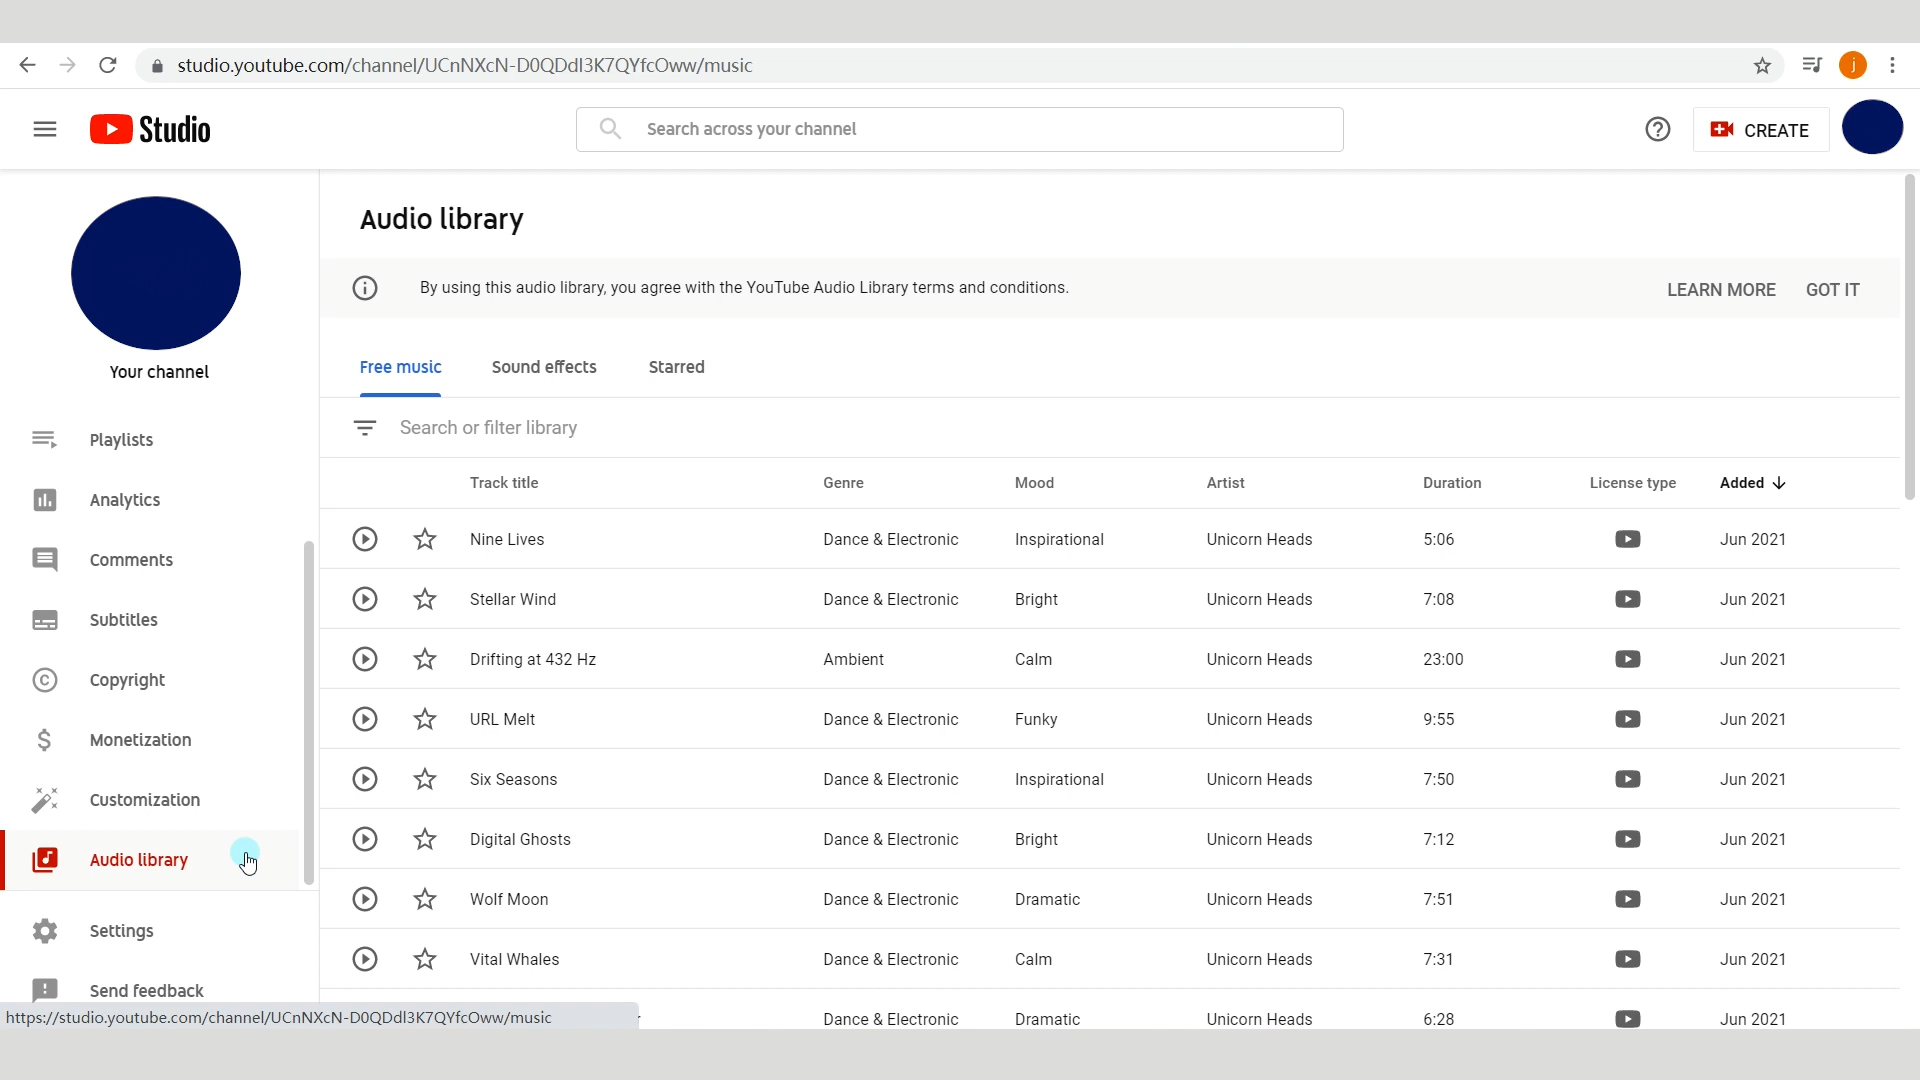 studio.youtube.com/channel/UCnNXcN-D0QDdI3K7QYfcOww/music
j
Studio
Search across your channel
CREATE
Your channel
Playlists
Analytics
Comments
Subtitles
Copyright
Monetization
Customization
Audio library
Settings
Send feedback
https://studio.youtube.com/channel/UCnNXcN-D0QDdI3K7QYfcOww/music
Audio library
By using this audio library, you agree with the YouTube Audio Library terms and conditions.
LEARN MORE GOT IT
Free music Sound effects Starred
Search or filter library
Track title Genre Mood Artist Duration License type Added
Nine Lives Dance & Electronic Inspirational Unicorn Heads 5:06 Jun 2021
Stellar Wind Dance & Electronic Bright Unicorn Heads 7:08 Jun 2021
Drifting at 432 Hz Ambient Calm Unicorn Heads 23:00 Jun 2021
URL Melt Dance & Electronic Funky Unicorn Heads 9:55 Jun 2021
Six Seasons Dance & Electronic Inspirational Unicorn Heads 7:50 Jun 2021
Digital Ghosts Dance & Electronic Bright Unicorn Heads 7:12 Jun 2021
Wolf Moon Dance & Electronic Dramatic Unicorn Heads 7:51 Jun 2021
Vital Whales Dance & Electronic Calm Unicorn Heads 7:31 Jun 2021
Dance & Electronic Dramatic Unicorn Heads 6:28 Jun 2021